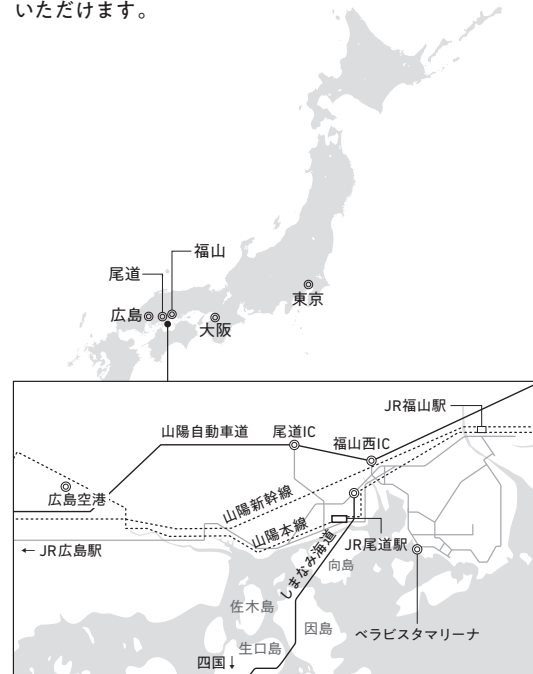 いただけます。
福山
尾道
広島
東京
大阪
JR福山駅
山陽自動車道
尾道IC
福山西IC
広島空港
山陽新幹線
山陽本線
← JR広島駅
JR尾道駅
しまなみ海道
向島
佐木島
因島
ベラビスタマリーナ
生口島
四国↓